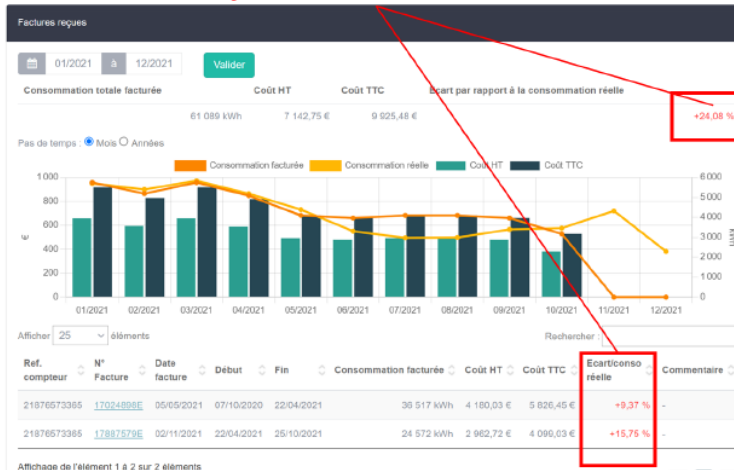 Factures reçues
01/2021 à 12/2021 Valider
Consommation totale facturée Coût HT Coût TTC Ecart par rapport à la consommation réelle
61 089 kWh 7 142,75 € 9 925,48 € +24,08 %
Pas de temps : Mois Années
Consommation facturée Consommation réelle Coût HT Coût TTC
1 000 6 000
800 5 000
600 4 000
€ 3 000 kWh
400 2 000
200 1 000
0 0
01/2021 02/2021 03/2021 04/2021 05/2021 06/2021 07/2021 08/2021 09/2021 10/2021 11/2021 12/2021
Afficher 25 éléments Rechercher :
Ref. compteur N° Facture Date facture Début Fin Consommation facturée Coût HT Coût TTC Ecart/conso réelle Commentaire
21876573365 17024898E 05/05/2021 07/10/2020 22/04/2021 36 517 kWh 4 180,03 € 5 826,45 € +9,37 % -
21876573365 17887579E 02/11/2021 22/04/2021 25/10/2021 24 572 kWh 2 962,72 € 4 099,03 € +15,75 % -
Affichage de l'élément 1 à 2 sur 2 éléments